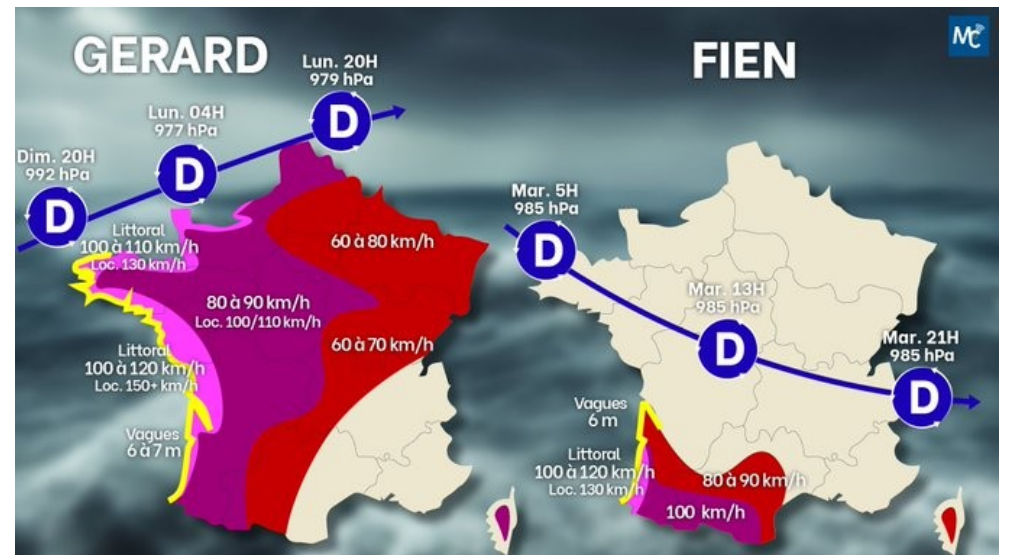 GERARD
Lun. 20H
979 hPa
D
Lun. 04H
977 hPa
D
Dim. 20H
992 hPa
D
Littoral
100 à 110 km/h
Loc. 130 km/h
60 à 80 km/h
80 à 90 km/h
Loc. 100/110 km/h
60 à 70 km/h
Littoral
100 à 120 km/h
Loc. 150+ km/h
Vagues
6 à 7 m
MC
FIEN
Mar. 5H
985 hPa
D
Mar. 13H
985 hPa
D
Mar. 21H
985 hPa
D
Vagues
6 m
Littoral
100 à 120 km/h
Loc. 130 km/h
80 à 90 km/h
100 km/h